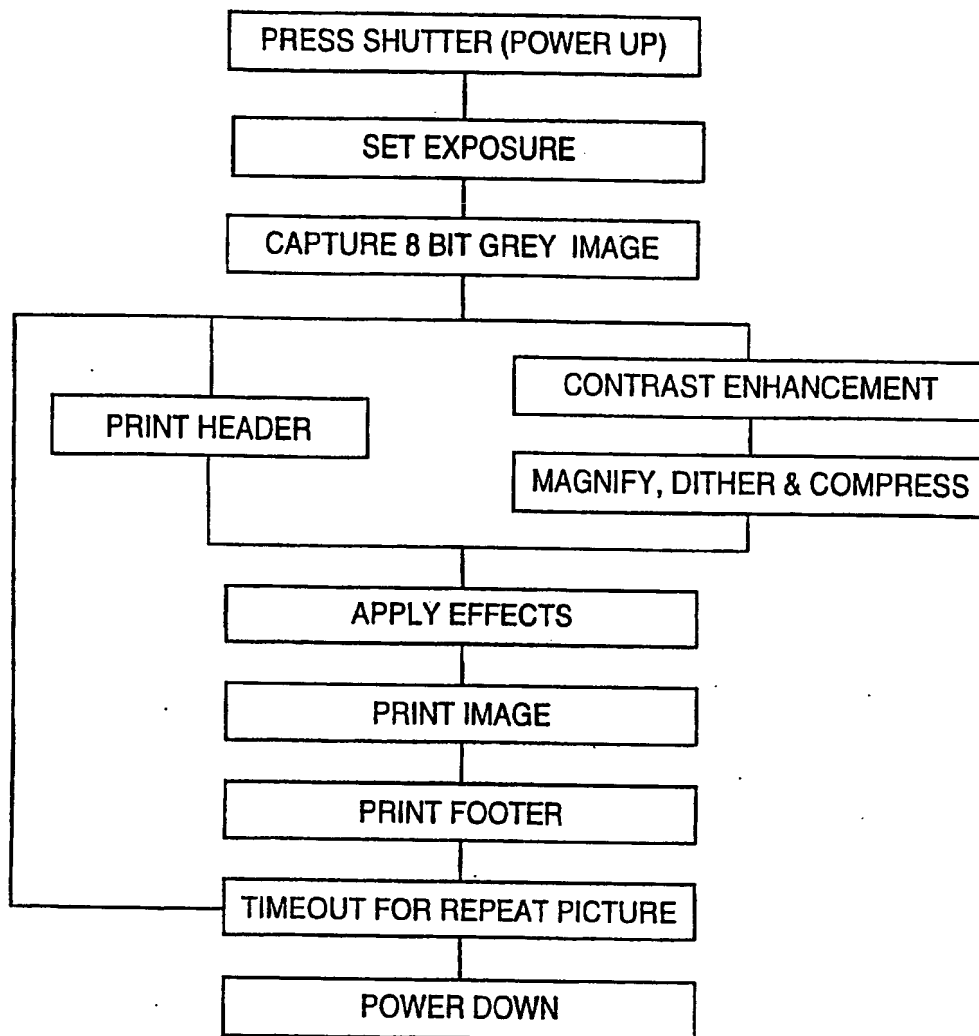 PRESS SHUTTER (POWER UP)
SET EXPOSURE
CAPTURE 8 BIT GREY IMAGE
CONTRAST ENHANCEMENT
PRINT HEADER
MAGNIFY, DITHER & COMPRESS
APPLY EFFECTS
PRINT IMAGE
PRINT FOOTER
TIMEOUT FOR REPEAT PICTURE
POWER DOWN